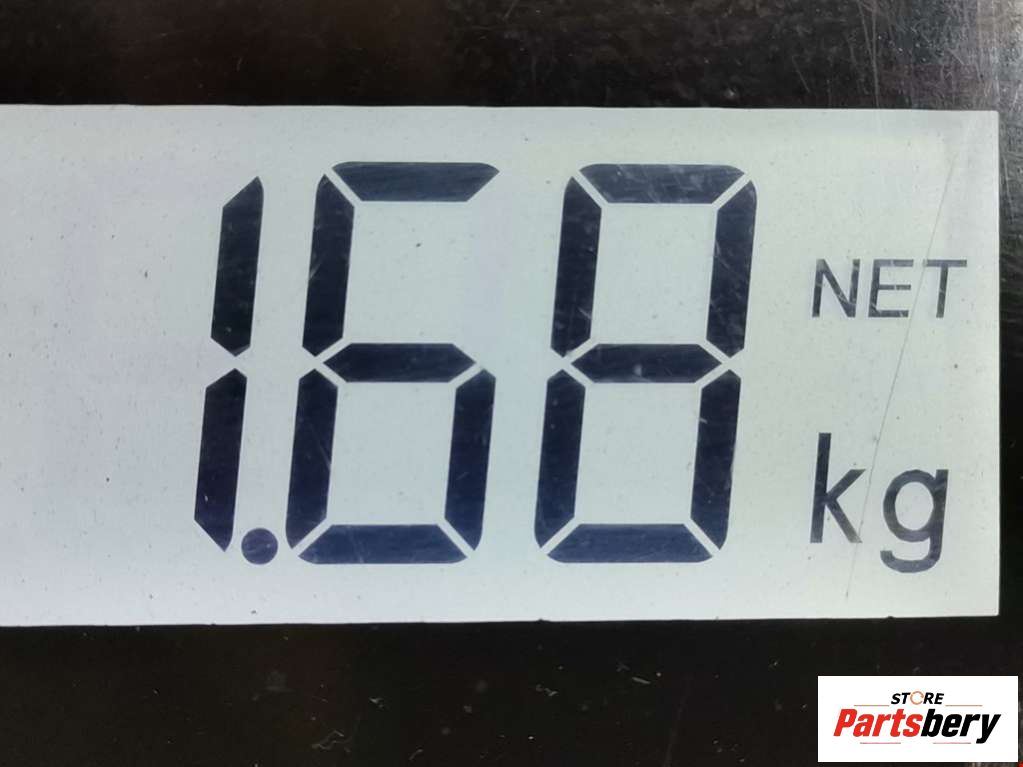 1.68
NET
kg
STORE
Partsbery